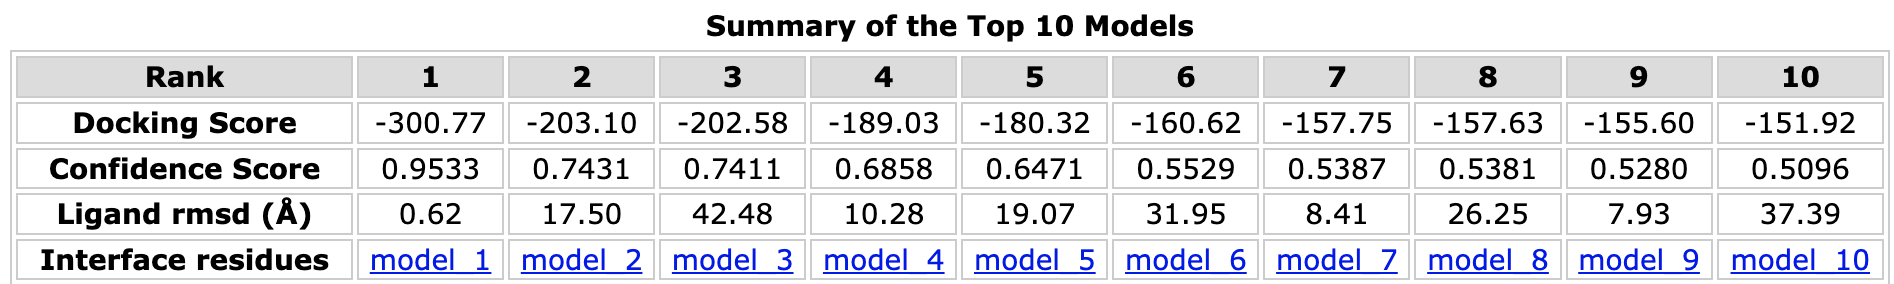 Summary of the Top 10 Models
Rank 1 2 3 4 5 6 7 8 9 10
Docking Score -300.77 -203.10 -202.58 -189.03 -180.32 -160.62 -157.75 -157.63 -155.60 -151.92
Confidence Score 0.9533 0.7431 0.7411 0.6858 0.6471 0.5529 0.5387 0.5381 0.5280 0.5096
Ligand rmsd (Å) 0.62 17.50 42.48 10.28 19.07 31.95 8.41 26.25 7.93 37.39
Interface residues model_1 model_2 model_3 model_4 model_5 model_6 model_7 model_8 model_9 model_10